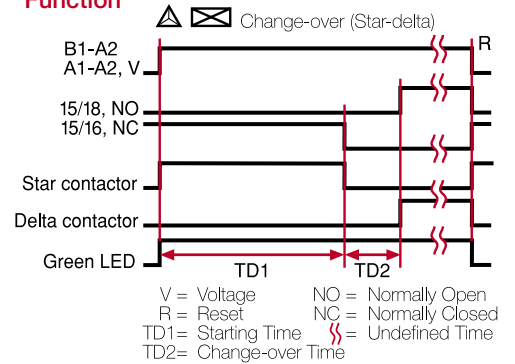 Function
Change-over (Star-delta)
B1-A2
A1-A2, V
R
15/18, NO
15/16, NC
Star contactor
Delta contactor
Green LED
TD1
TD2
V = Voltage NO = Normally Open
R = Reset NC = Normally Closed
TD1= Starting Time = Undefined Time
TD2= Change-over Time